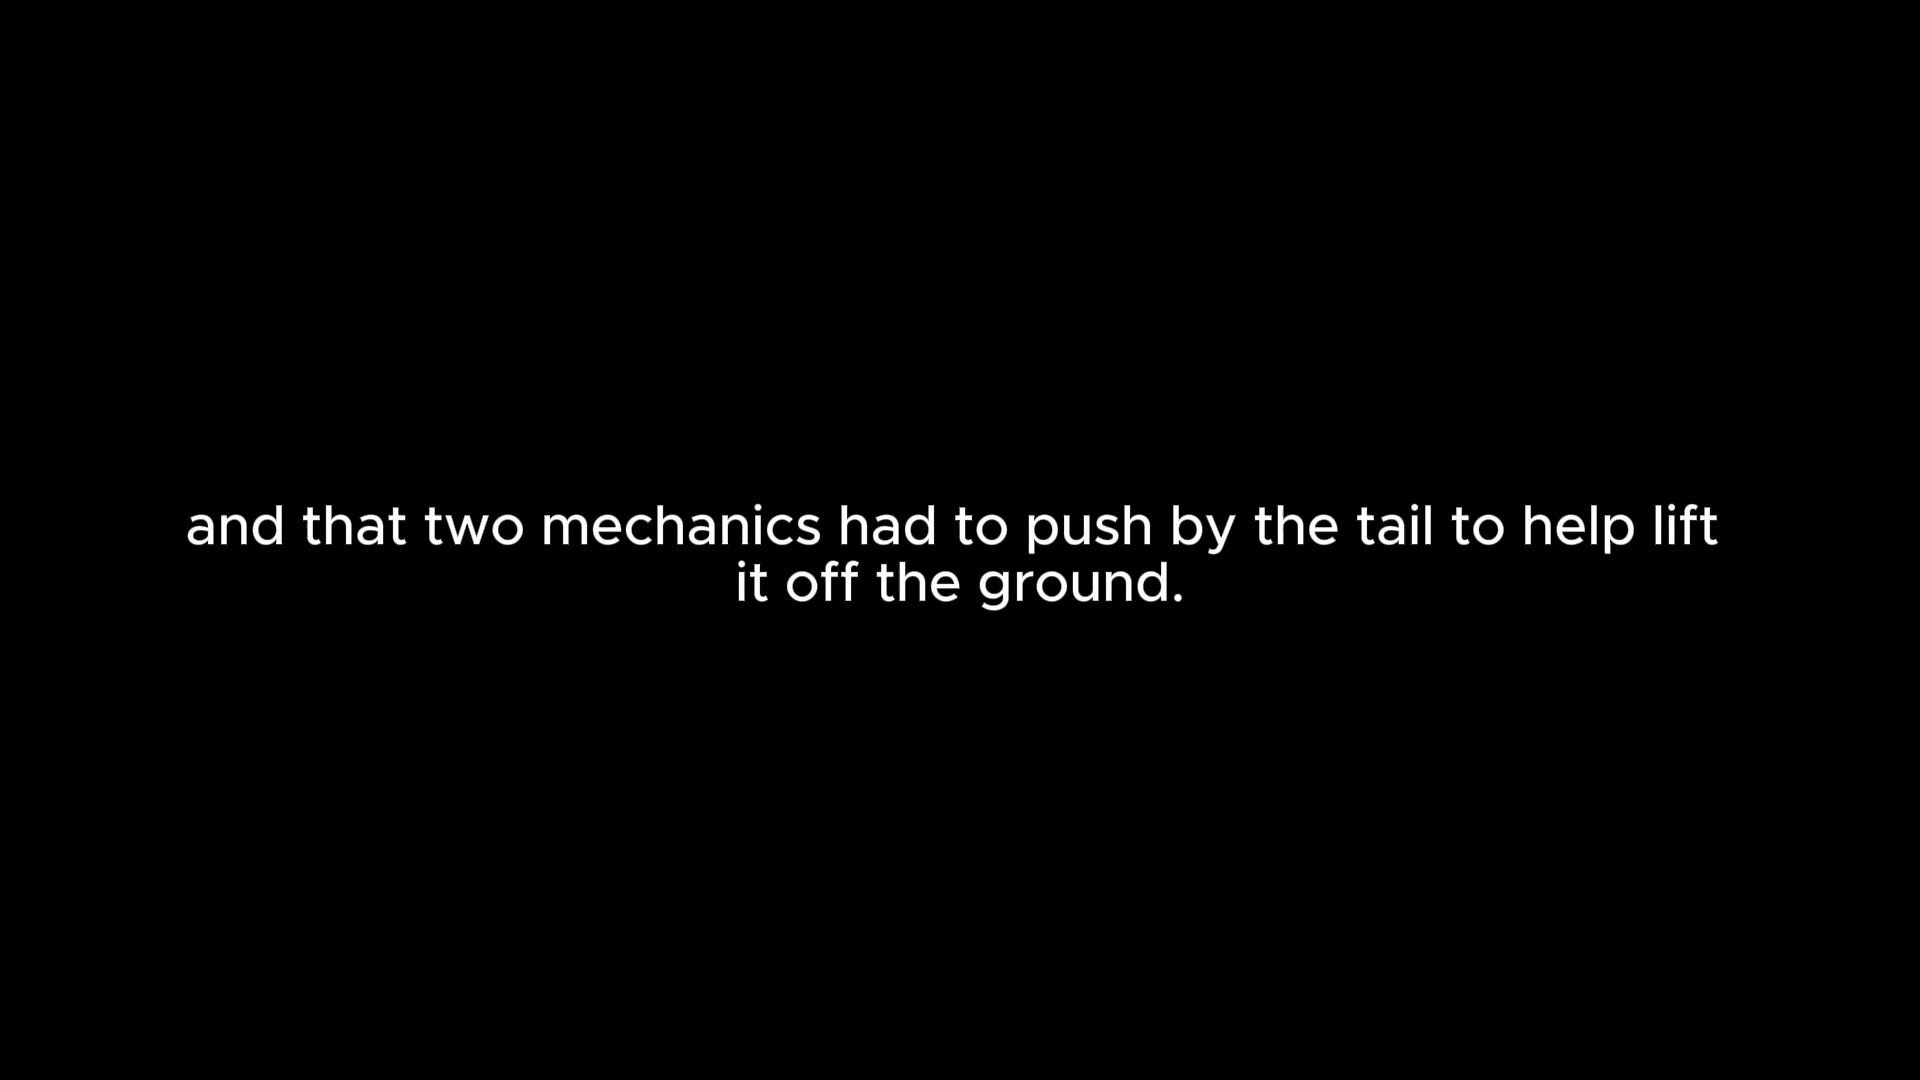 and that two mechanics had to push by the tail to help lift
it off the ground.